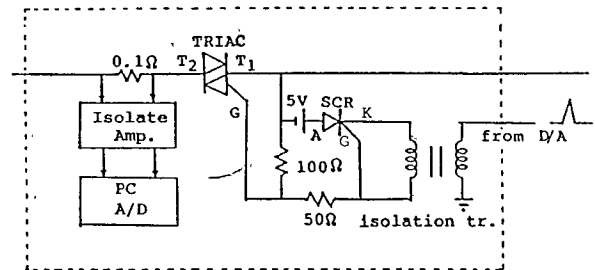 TRIAC
0.1Ω
T2
T1
G
5V
SCR
K
A
G
Isolate
Amp.
from D/A
100Ω
PC
A/D
50Ω
isolation tr.